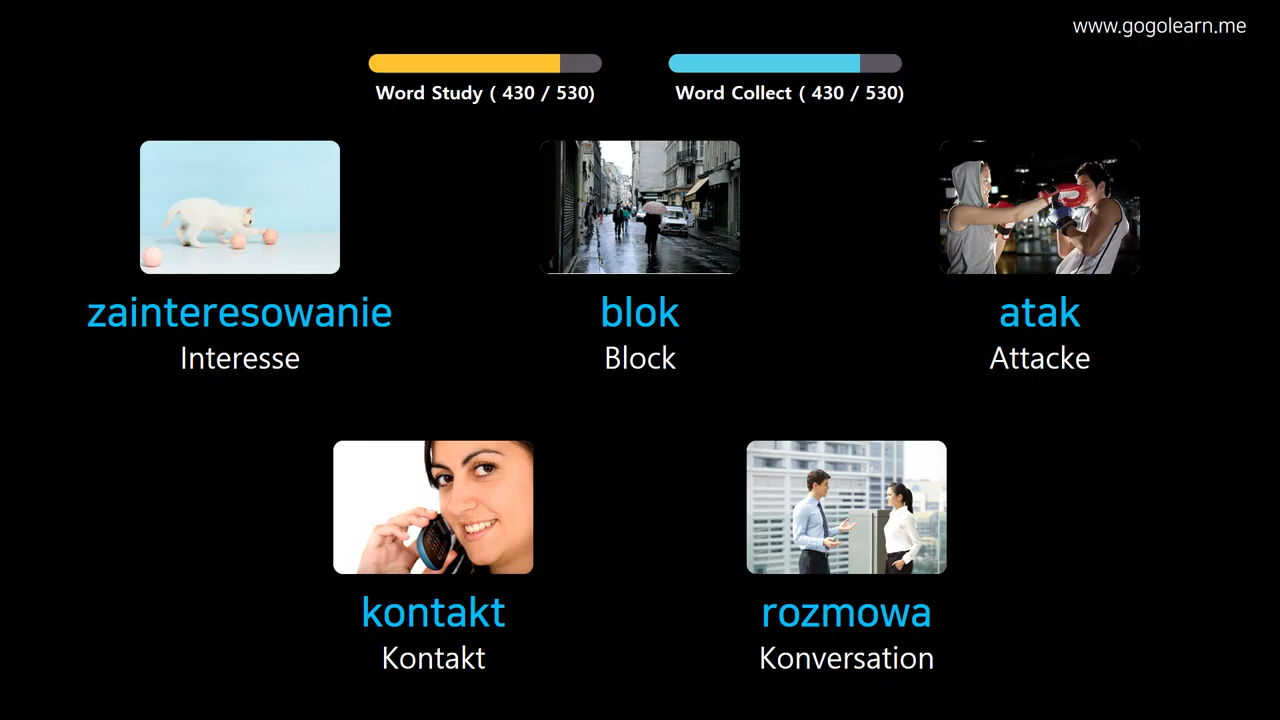 www.gogolearn.me
Word Study ( 430 / 530)
Word Collect ( 430 / 530)
zainteresowanie
Interesse
blok
Block
atak
Attacke
kontakt
Kontakt
rozmowa
Konversation